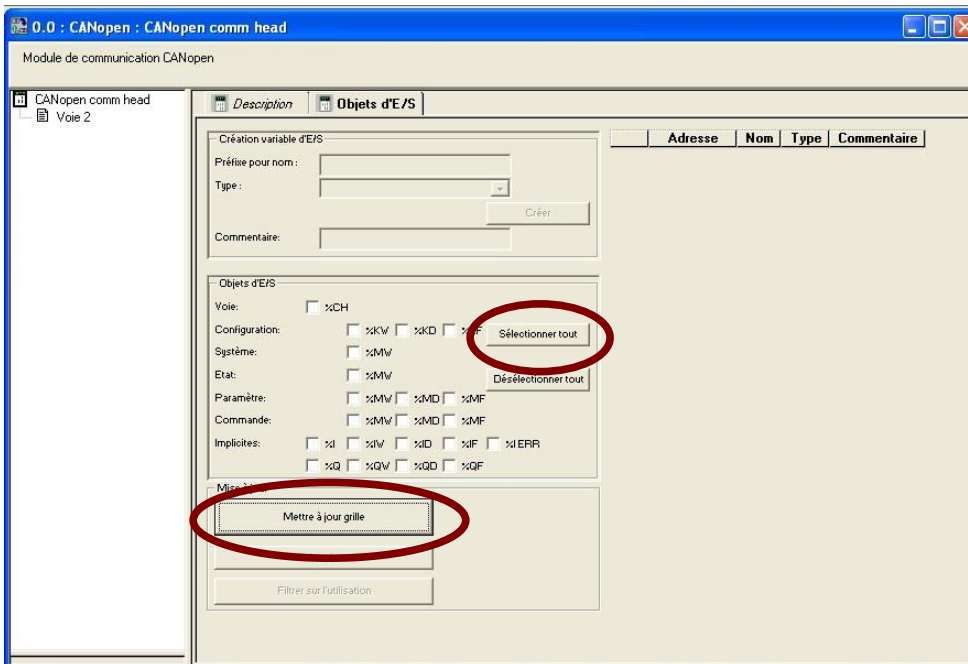 0.0 : CANopen : CANopen comm head
Module de communication CANopen
CANopen comm head
Voie 2
Description
Objets d'E/S
Création variable d'E/S
Préfixe pour nom :
Type :
Créer
Commentaire:
Adresse Nom Type Commentaire
Objets d'E/S
Voie: %CH
Configuration: %KW %KD Sélectionner tout
Système: %MW
Etat: %MW Désélectionner tout
Paramètre: %MW %MD %MF
Commande: %MW %MD %MF
Implicites: %I %IW %ID %IF %IERR
%Q %QW %QD %QF
Mise à jour
Mettre à jour grille
Filtrer sur l'utilisation